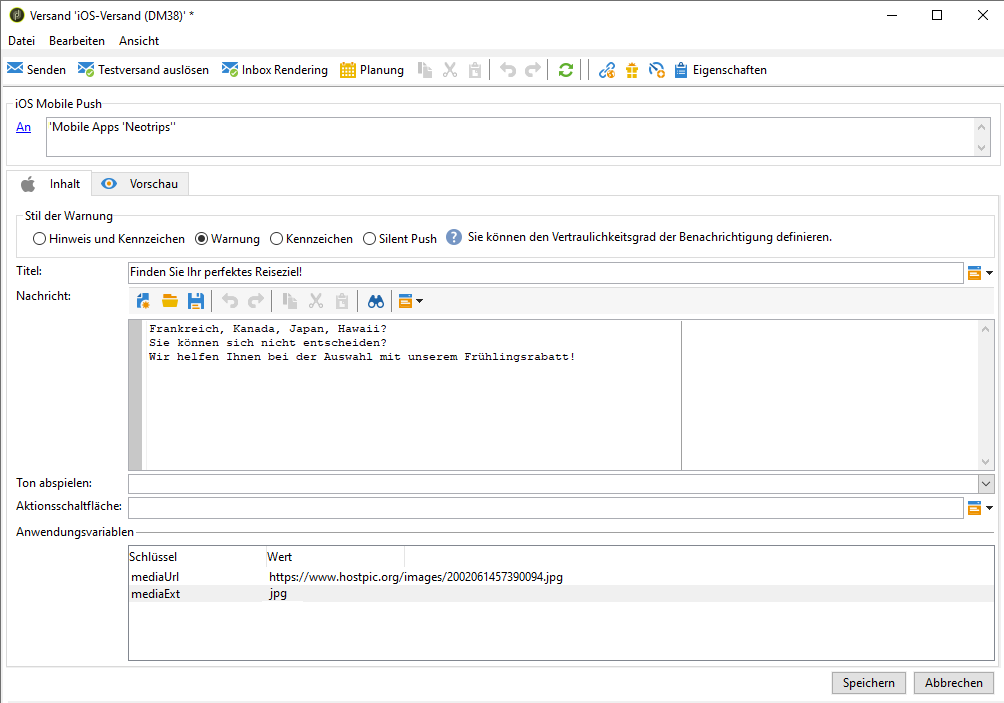 Versand 'iOS-Versand (DM38)' *
Datei Bearbeiten Ansicht
Senden Testversand auslösen Inbox Rendering Planung Eigenschaften
iOS Mobile Push
An 'Mobile Apps 'Neotrips''
Inhalt Vorschau
Stil der Warnung
Hinweis und Kennzeichen Warnung Kennzeichen Silent Push ? Sie können den Vertraulichkeitsgrad der Benachrichtigung definieren.
Titel: Finden Sie Ihr perfektes Reiseziel!
Nachricht:
Frankreich, Kanada, Japan, Hawaii?
Sie können sich nicht entscheiden?
Wir helfen Ihnen bei der Auswahl mit unserem Frühlingsrabatt!
Ton abspielen:
Aktionsschaltfläche:
Anwendungsvariablen
Schlüssel Wert
mediaUrl https://www.hostpic.org/images/2002061457390094.jpg
mediaExt jpg
Speichern Abbrechen